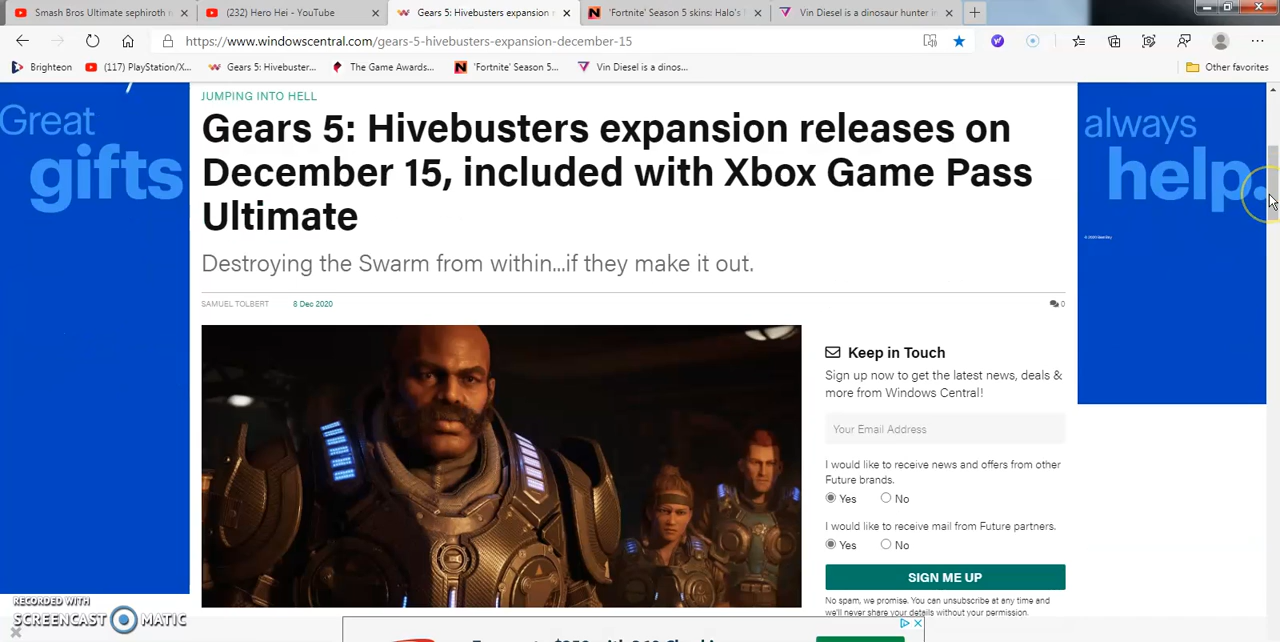 Smash Bros Ultimate sephiroth r
(232) Hero Hei - YouTube
Gears 5: Hivebusters expansion r
'Fortnite' Season 5 skins: Halo's M
Vin Diesel is a dinosaur hunter in
https://www.windowscentral.com/gears-5-hivebusters-expansion-december-15
Brighteon
(117) PlayStation/X...
Gears 5: Hivebuster...
The Game Awards...
'Fortnite' Season 5...
Vin Diesel is a dinos...
Other favorites
Great
gifts
always
help.
JUMPING INTO HELL
Gears 5: Hivebusters expansion releases on
December 15, included with Xbox Game Pass
Ultimate
Destroying the Swarm from within...if they make it out.
SAMUEL TOLBERT 8 Dec 2020 0
Keep in Touch
Sign up now to get the latest news, deals &
more from Windows Central!
Your Email Address
I would like to receive news and offers from other
Future brands.
Yes No
I would like to receive mail from Future partners.
Yes No
SIGN ME UP
No spam, we promise. You can unsubscribe at any time and
we'll never share your details without your permission.
RECORDED WITH
SCREENCAST MATIC